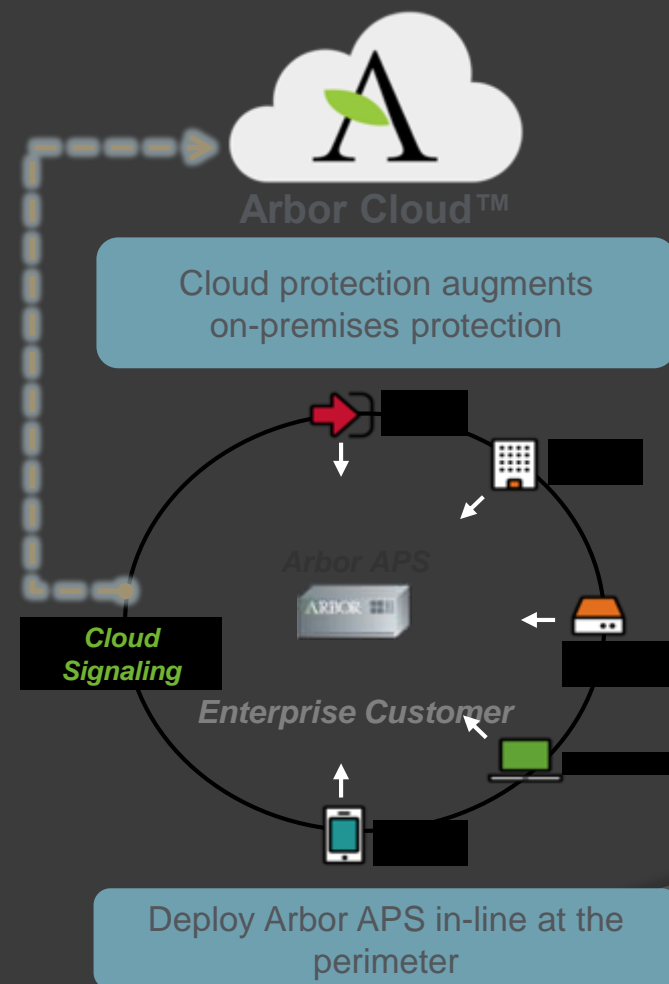 Arbor Cloud™
Cloud protection augments
on-premises protection
Arbor APS
ARBOR
Cloud
Signaling
Enterprise Customer
Deploy Arbor APS in-line at the
perimeter